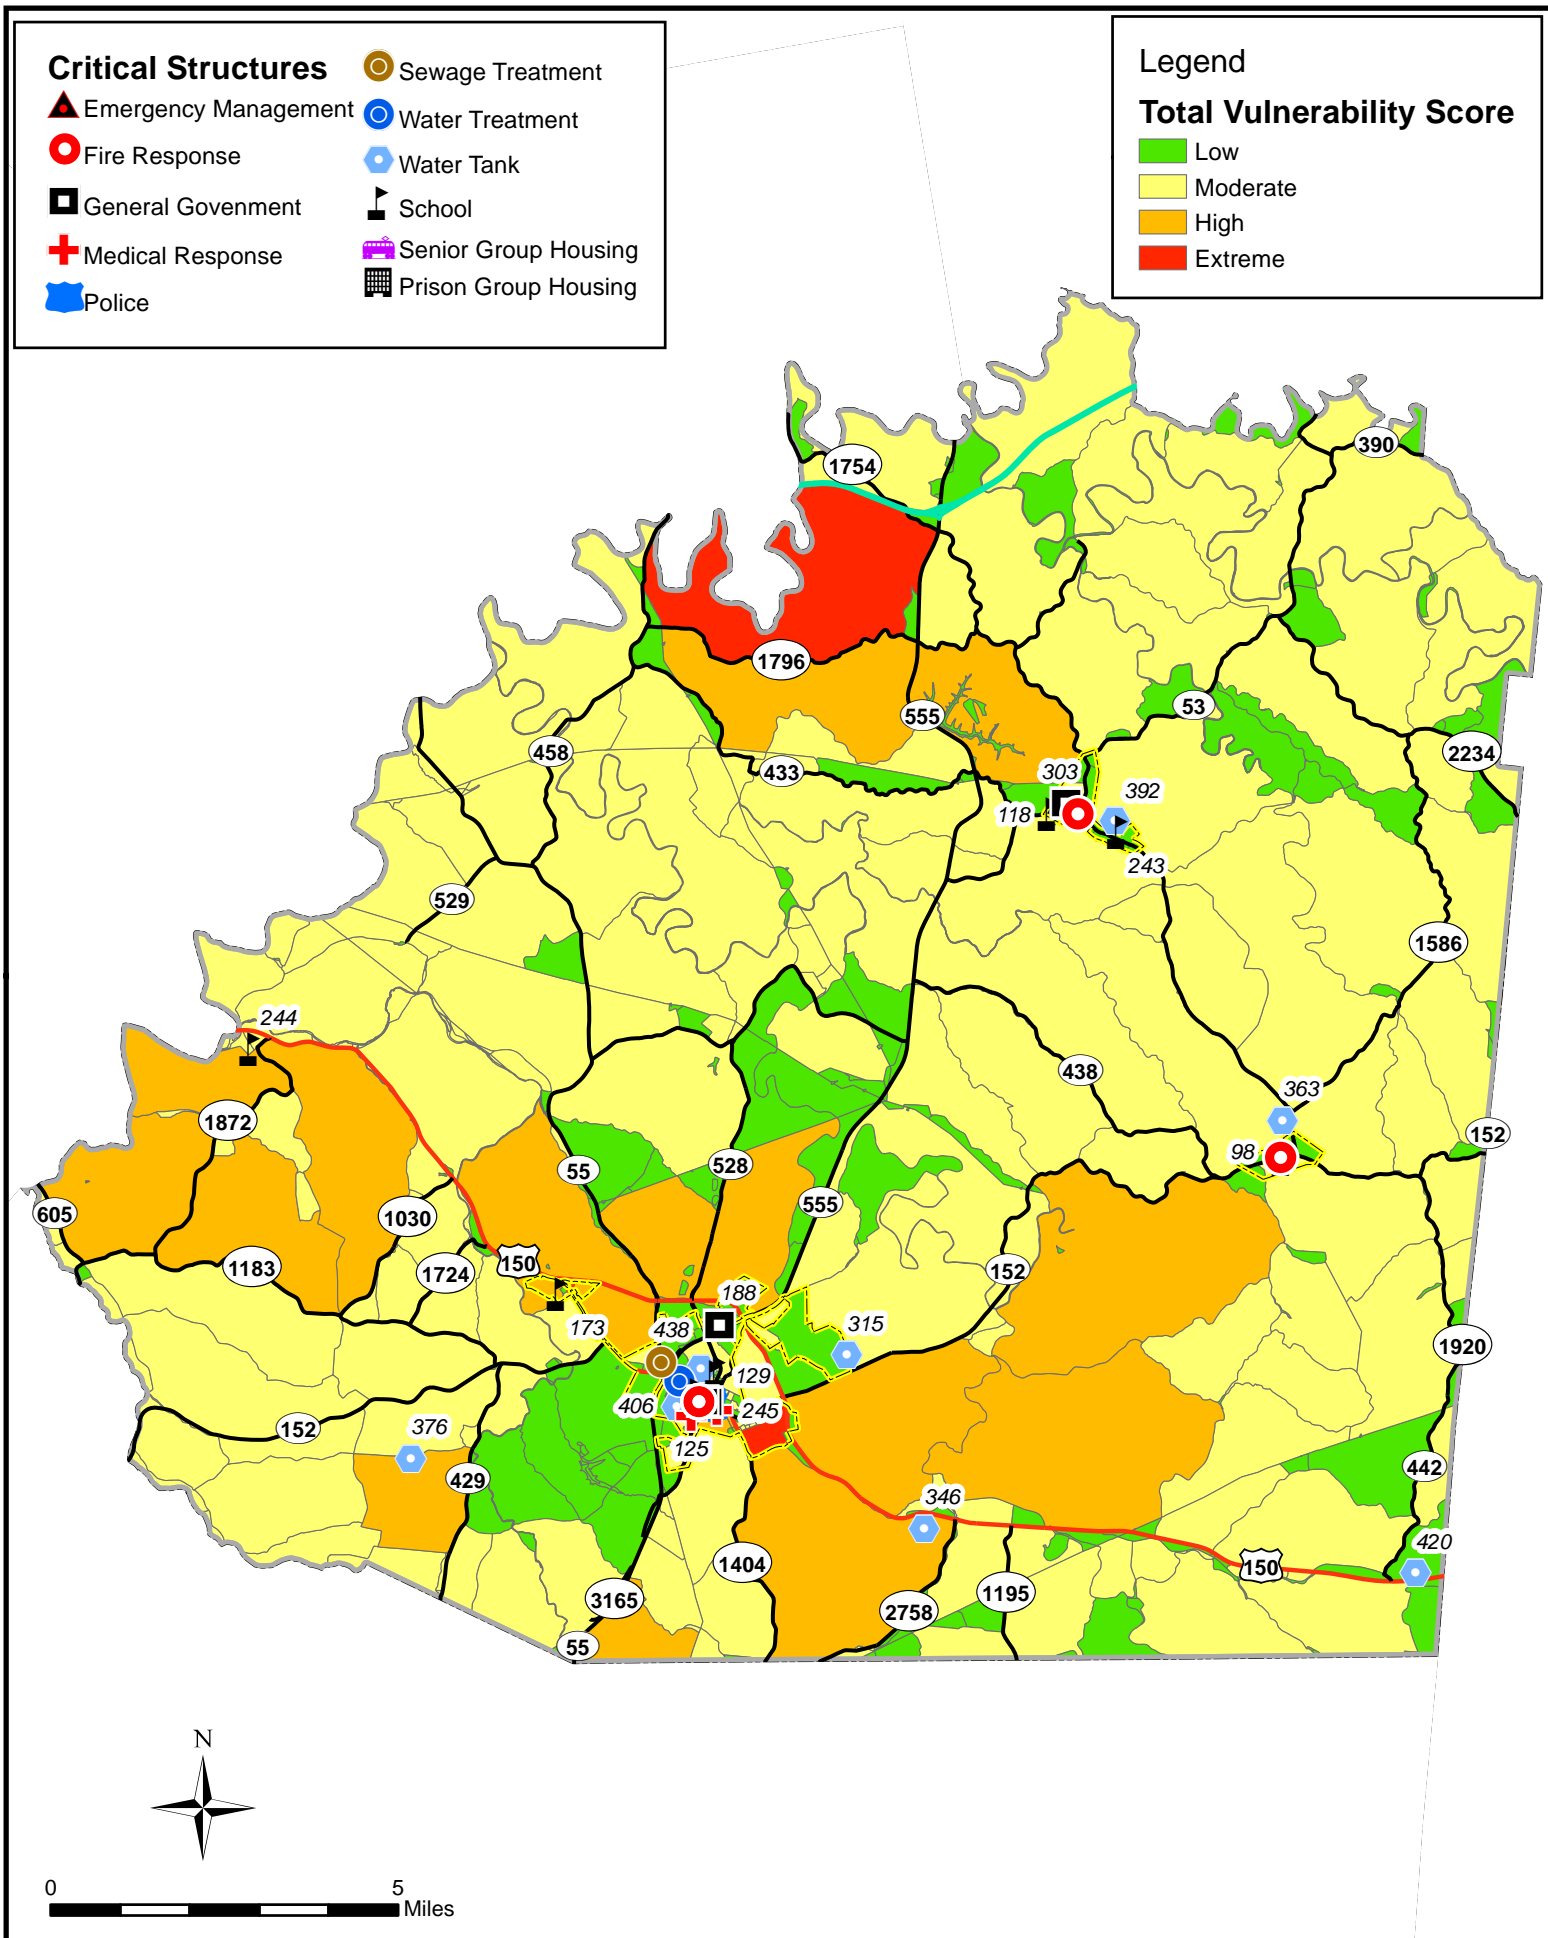 Critical Structures
Emergency Management
Fire Response
General Govenment
Medical Response
Police
Sewage Treatment
Water Treatment
Water Tank
School
Senior Group Housing
Prison Group Housing
Legend
Total Vulnerability Score
Low
Moderate
High
Extreme
390
1754
1796
555
53
2234
458
433
303
392
118
243
529
1586
244
438
363
1872
152
98
55
528
555
605
1030
1183
1724
150
152
188
173
438
315
1920
129
406
245
152
376
125
429
442
346
420
1404
150
3165
1195
2758
55
N
0 5
Miles